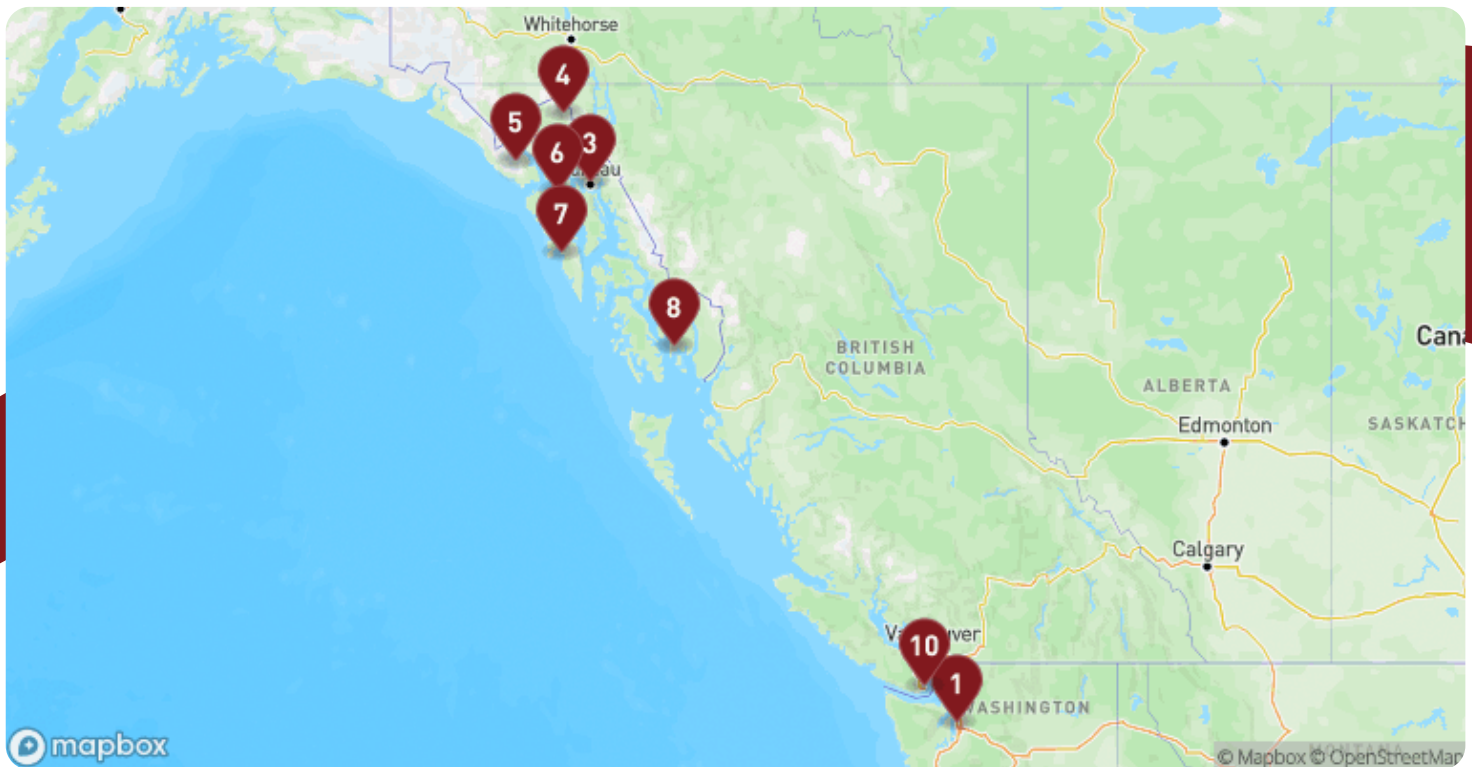 Whitehorse
4
5
3
6
7
8
BRITISH
COLUMBIA
Cana
ALBERTA
Edmonton
SASKATCH
Calgary
10
1
WASHINGTON
mapbox
© Mapbox © OpenStreetMap